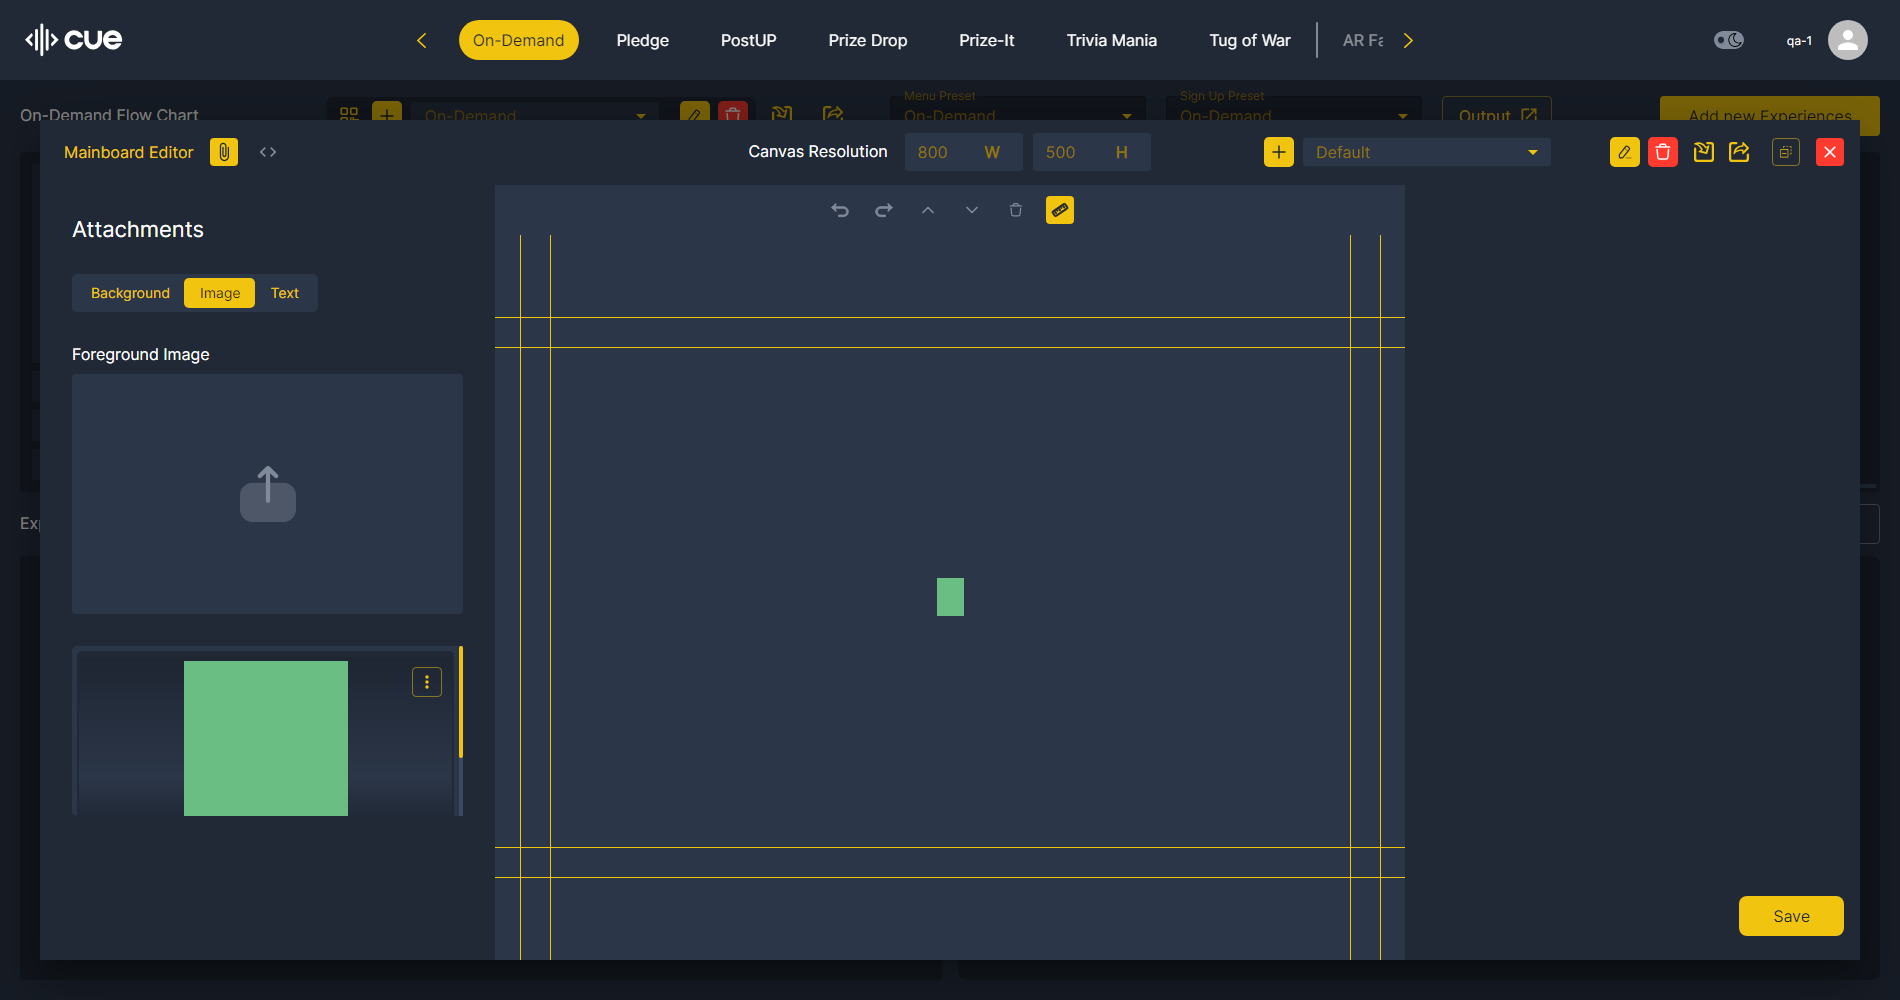 cue
On-Demand
Pledge
PostUP
Prize Drop
Prize-It
Trivia Mania
Tug of War
AR Fa
qa-1
On-Demand Flow Chart
On-Demand
Menu Preset
On-Demand
Sign Up Preset
On-Demand
Output
Add new Experiences
Mainboard Editor
Canvas Resolution
800 W
500 H
Default
Attachments
Background
Image
Text
Foreground Image
Exp
Save